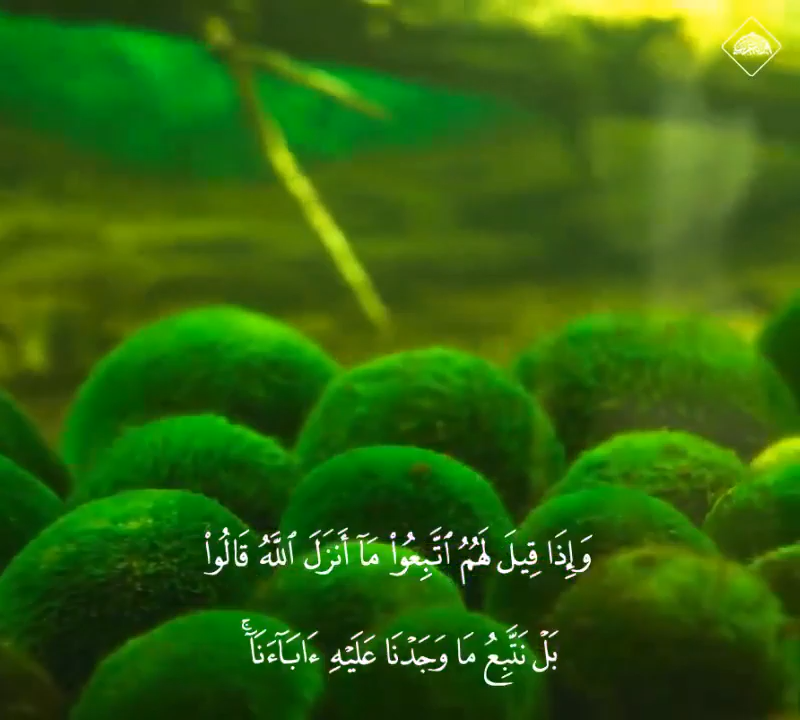 وَإِذَا قِيلَ لَهُمُ ٱتَّبِعُوا۟ مَآ أَنزَلَ ٱللَّهُ قَالُوا۟
بَلْ نَتَّبِعُ مَا وَجَدْنَا عَلَيْهِ ءَابَآءَنَآ ۚ